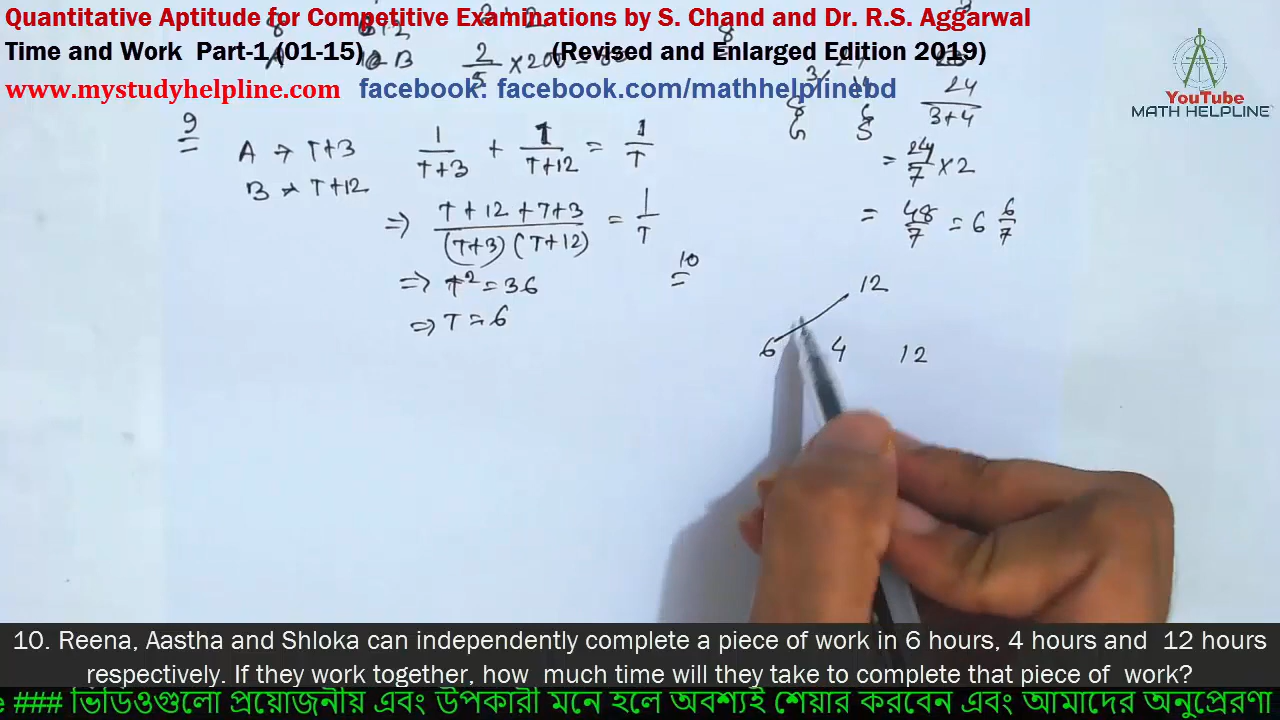 Quantitative Aptitude for Competitive Examinations by S. Chand and Dr. R.S. Aggarwal
Time and Work Part-1 (01-15) (Revised and Enlarged Edition 2019)
www.mystudyhelpline.com facebook: facebook.com/mathhelplinebd
YouTube
MATH HELPLINE
9
A → T+3
B → T+12
1/T+3 + 1/T+12 = 1/T
⇒ T+12+T+3/(T+3)(T+12) = 1/T
⇒ T² = 36
⇒ T = 6
24/3+4
= 24/7 × 2
= 48/7 = 6 6/7
10
12
6 4 12
10. Reena, Aastha and Shloka can independently complete a piece of work in 6 hours, 4 hours and 12 hours
respectively. If they work together, how much time will they take to complete that piece of work?
### ভিডিওগুলো প্রয়োজনীয় এবং উপকারী মনে হলে অবশ্যই শেয়ার করবেন এবং আমাদের অনুপ্রেরণা